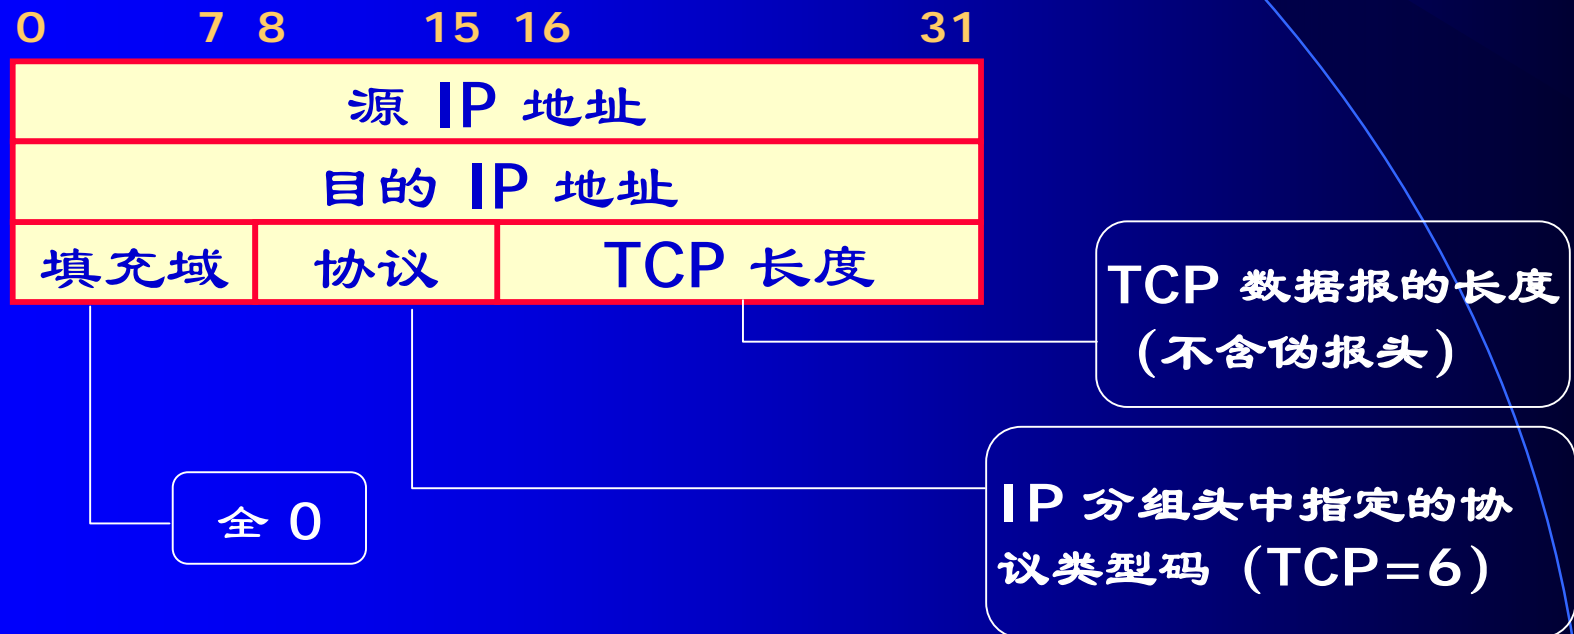 0 7 8 15 16 31
源 IP 地址
目的 IP 地址
填充域 协议 TCP 长度
TCP 数据报的长度
(不含伪报头)
全 0
IP 分组头中指定的协
议类型码 (TCP=6)